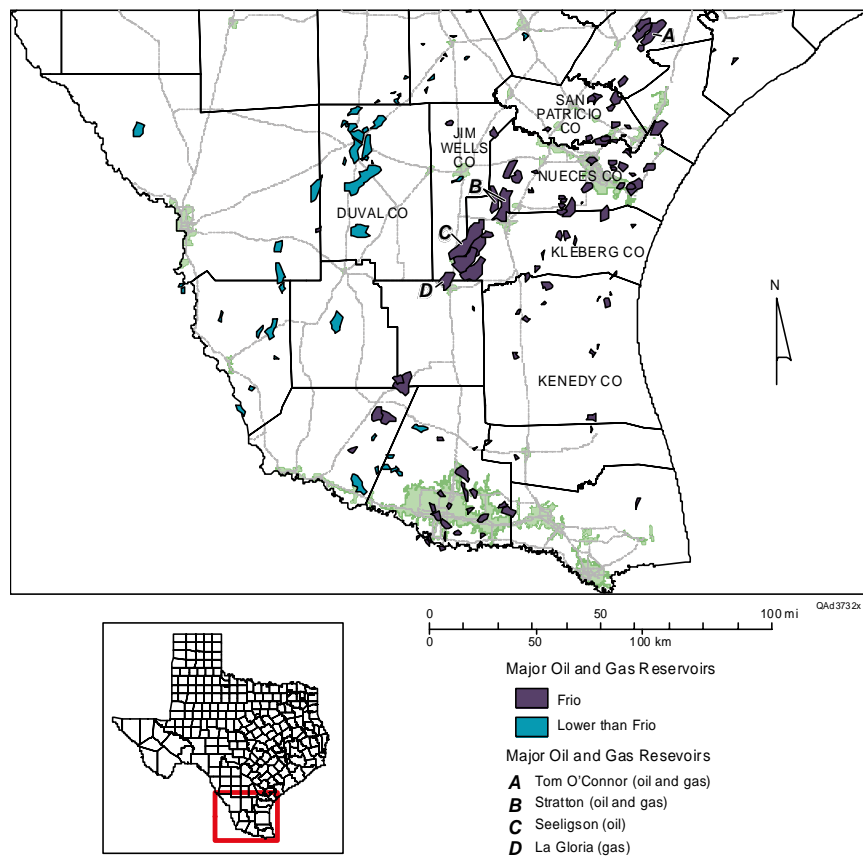 A
SAN
PATRICIO
CO
JIM
WELLS
CO
B
NUECES CO
DUVAL CO
C
KLEBERG CO
D
N
KENEDY CO
QAd3732x
0 50 100 mi
0 50 100 km
Major Oil and Gas Reservoirs
Frio
Lower than Frio
Major Oil and Gas Resevoirs
A Tom O'Connor (oil and gas)
B Stratton (oil and gas)
C Seeligson (oil)
D La Gloria (gas)